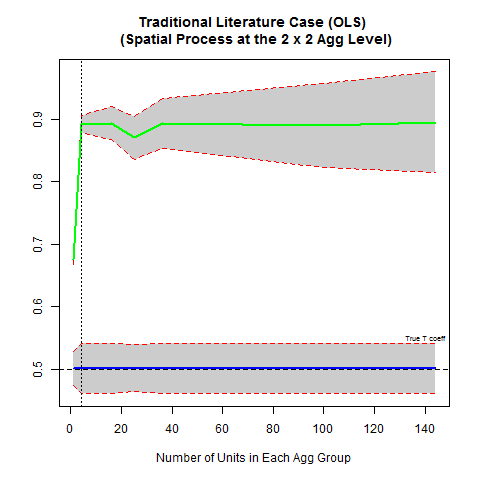 Traditional Literature Case (OLS)
(Spatial Process at the 2 x 2 Agg Level)
0.9
0.8
0.7
0.6
0.5
True T coeff
0 20 40 60 80 100 120 140
Number of Units in Each Agg Group